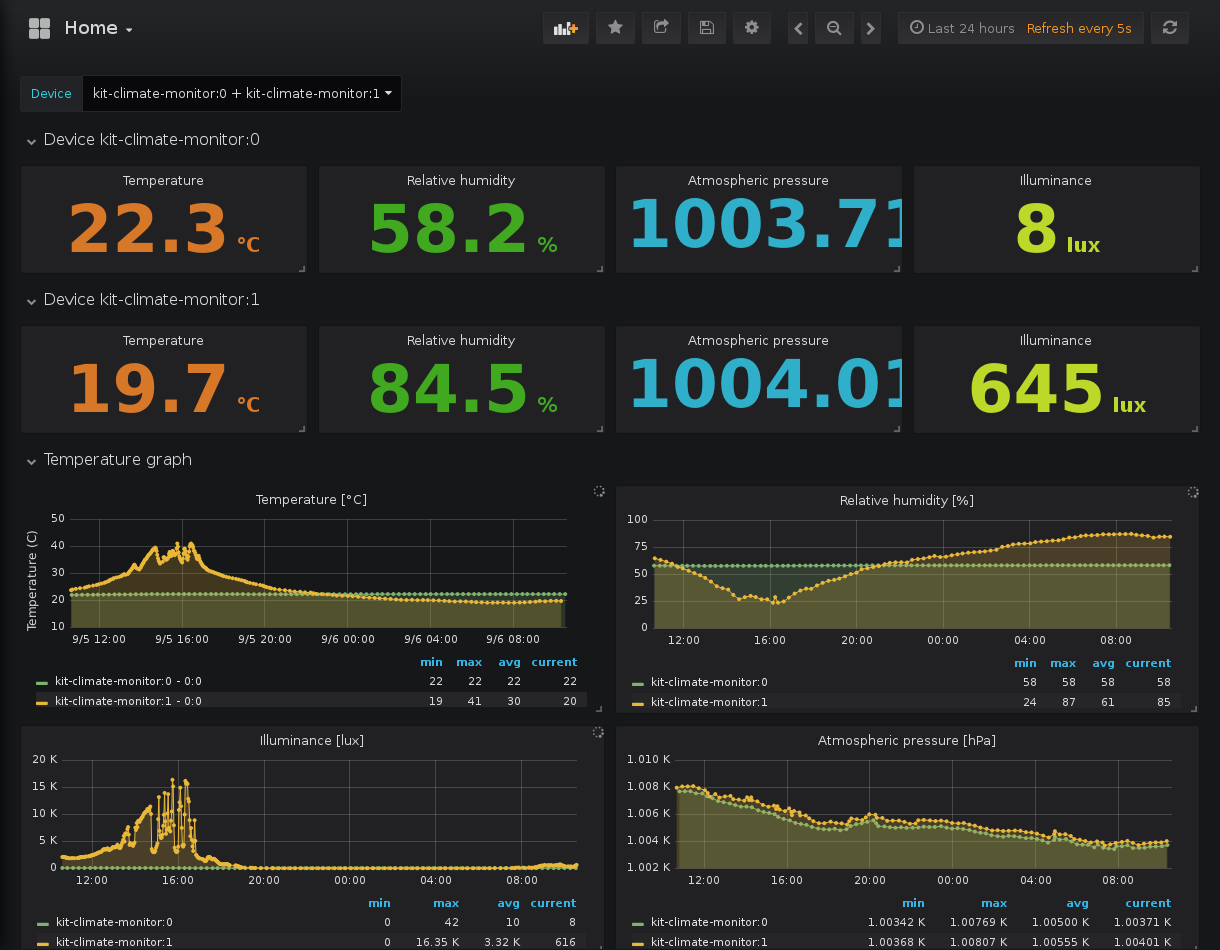 Home
Last 24 hours Refresh every 5s
Device kit-climate-monitor:0 + kit-climate-monitor:1
Device kit-climate-monitor:0
Temperature Relative humidity Atmospheric pressure Illuminance
22.3 °C 58.2 % 1003.71 8 lux
Device kit-climate-monitor:1
Temperature Relative humidity Atmospheric pressure Illuminance
19.7 °C 84.5 % 1004.01 645 lux
Temperature graph
Temperature [°C]
Temperature (C)
50
40
30
20
10
9/5 12:00 9/5 16:00 9/5 20:00 9/6 00:00 9/6 04:00 9/6 08:00
min max avg current
kit-climate-monitor:0 - 0:0 22 22 22 22
kit-climate-monitor:1 - 0:0 19 41 30 20
Relative humidity [%]
100
75
50
25
0
12:00 16:00 20:00 00:00 04:00 08:00
min max avg current
kit-climate-monitor:0 58 58 58 58
kit-climate-monitor:1 24 87 61 85
Illuminance [lux]
20 K
15 K
10 K
5 K
0
12:00 16:00 20:00 00:00 04:00 08:00
min max avg current
kit-climate-monitor:0 0 42 10 8
kit-climate-monitor:1 0 16.35 K 3.32 K 616
Atmospheric pressure [hPa]
1.010 K
1.008 K
1.006 K
1.004 K
1.002 K
12:00 16:00 20:00 00:00 04:00 08:00
min max avg current
kit-climate-monitor:0 1.00342 K 1.00769 K 1.00500 K 1.00371 K
kit-climate-monitor:1 1.00368 K 1.00807 K 1.00555 K 1.00401 K